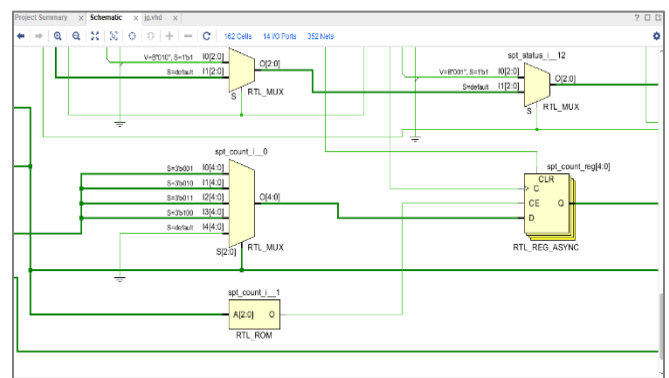 Project Summary × Schematic × jg.vhd ×
162 Cells 14 I/O Ports 352 Nets
V=B"010", S=1'b1 I0[2:0]
S=default I1[2:0]
O[2:0]
S
RTL_MUX
spt_status_i__12
V=B"001", S=1'b1 I0[2:0]
S=default I1[2:0]
O[2:0]
S
RTL_MUX
spt_count_i__0
S=3'b001 I0[4:0]
S=3'b010 I1[4:0]
S=3'b011 I2[4:0]
S=3'b100 I3[4:0]
S=default I4[4:0]
O[4:0]
S[2:0]
RTL_MUX
spt_count_reg[4:0]
CLR
C
CE Q
D
RTL_REG_ASYNC
spt_count_i__1
A[2:0] O
RTL_ROM